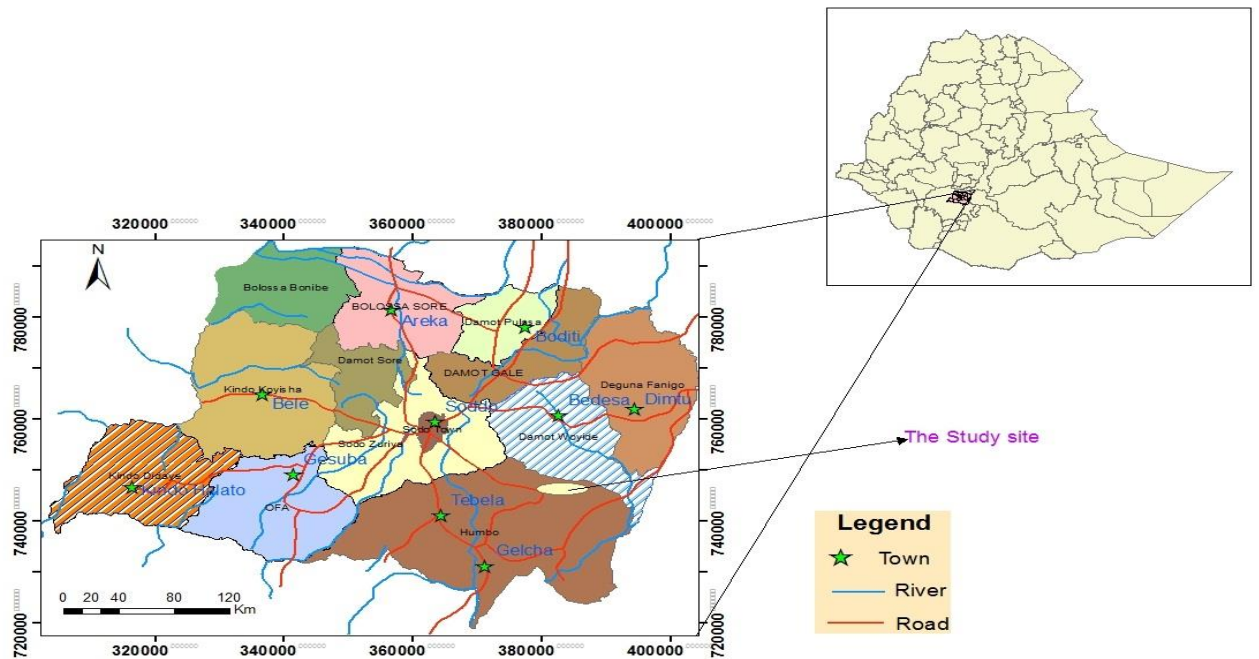 320000 340000 360000 380000 400000
N
780000
760000
740000
720000
Bolossa Bonibe
BOLOSSA SORE
Areka
Damot Pulasa
Boditi
Damot Sore
DAMOT GALE
Kindo Koyisha
Bele
Deguna Fanigo
Bedesa
Dimtu
Soddo
Sodo Town
Damot Woyide
Sodo Zuriya
Gesuba
Kindo Didaye
Kindo Halato
OFA
Tebela
Humbo
Gelcha
0 20 40 80 120
Km
780000
760000
740000
720000
320000 340000 360000 380000 400000
The Study site
Legend
Town
River
Road